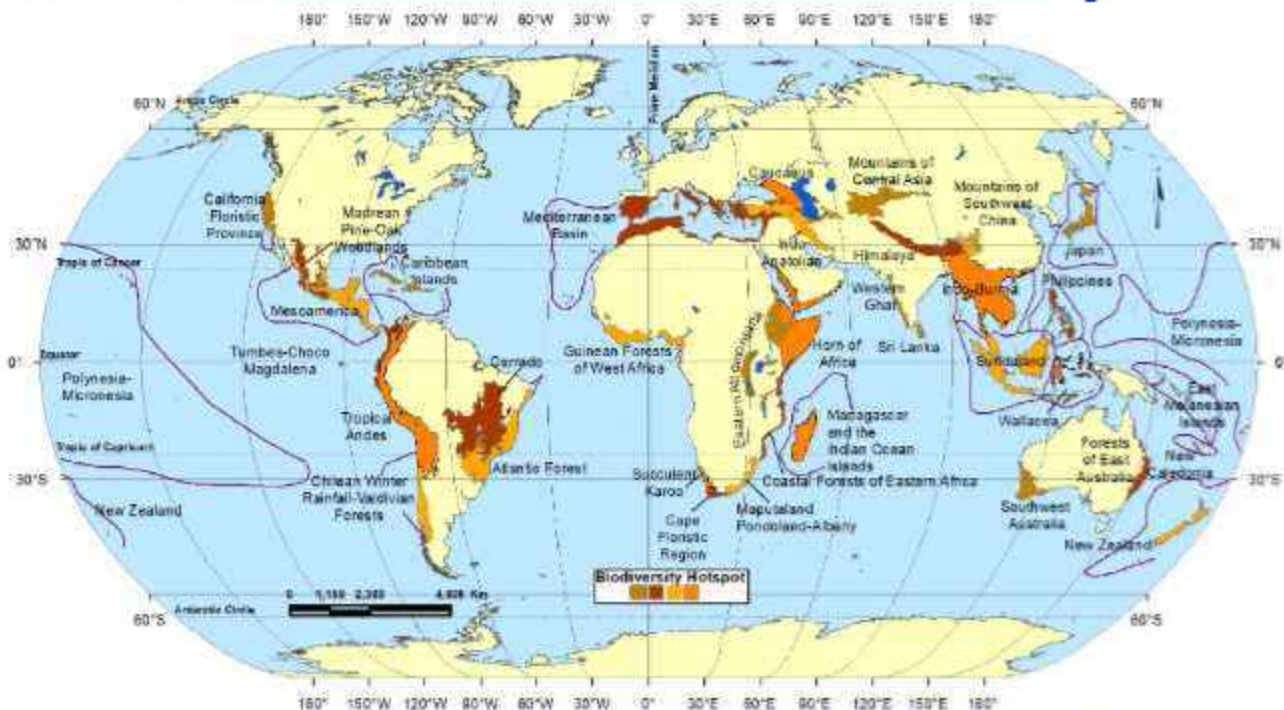 180° 150°W 120°W 90°W 60°W 30°W 0° 30°E 60°E 90°E 120°E 150°E 180°
Prime Meridian
60°N
Arctic Circle
60°N
California
Floristic
Province
Madrean
Pine-Oak
Woodlands
Caribbean
Islands
Mediterranean
Basin
Caucasus
Mountains of
Central Asia
Mountains of
Southwest
China
Japan
30°N
30°N
Tropic of Cancer
Mesoamerica
Irano-
Anatolian
Himalaya
Western
Ghat
Indo-Burma
Philippines
Polynesia-
Micronesia
Tumbes-Choco
Magdalena
Cerrado
Guinean Forests
of West Africa
Horn of
Africa
Sri Lanka
Sundaland
Equator
0°
0°
Polynesia-
Micronesia
Eastern Afromontane
East
Melanesian
Islands
Tropical
Andes
Madagascar
and the
Indian Ocean
Islands
Wallacea
Forests
of East
Australia
New
Caledonia
Tropic of Capricorn
Atlantic Forest
30°S
30°S
Chilean Winter
Rainfall-Valdivian
Forests
Succulent
Karoo
Coastal Forests of Eastern Africa
New Zealand
Cape
Floristic
Region
Maputaland
Pondoland-Albany
Southwest
Australia
New Zealand
Biodiversity Hotspot
Km
Antarctic Circle
60°S
60°S
180° 150°W 120°W 90°W 60°W 30°W 0° 30°E 60°E 90°E 120°E 150°E 180°